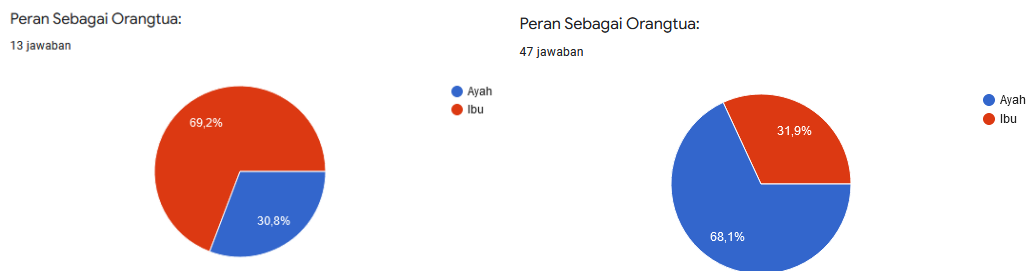 Peran Sebagai Orangtua:
13 jawaban
Ayah
Ibu
69,2%
30,8%
Peran Sebagai Orangtua:
47 jawaban
Ayah
Ibu
31,9%
68,1%